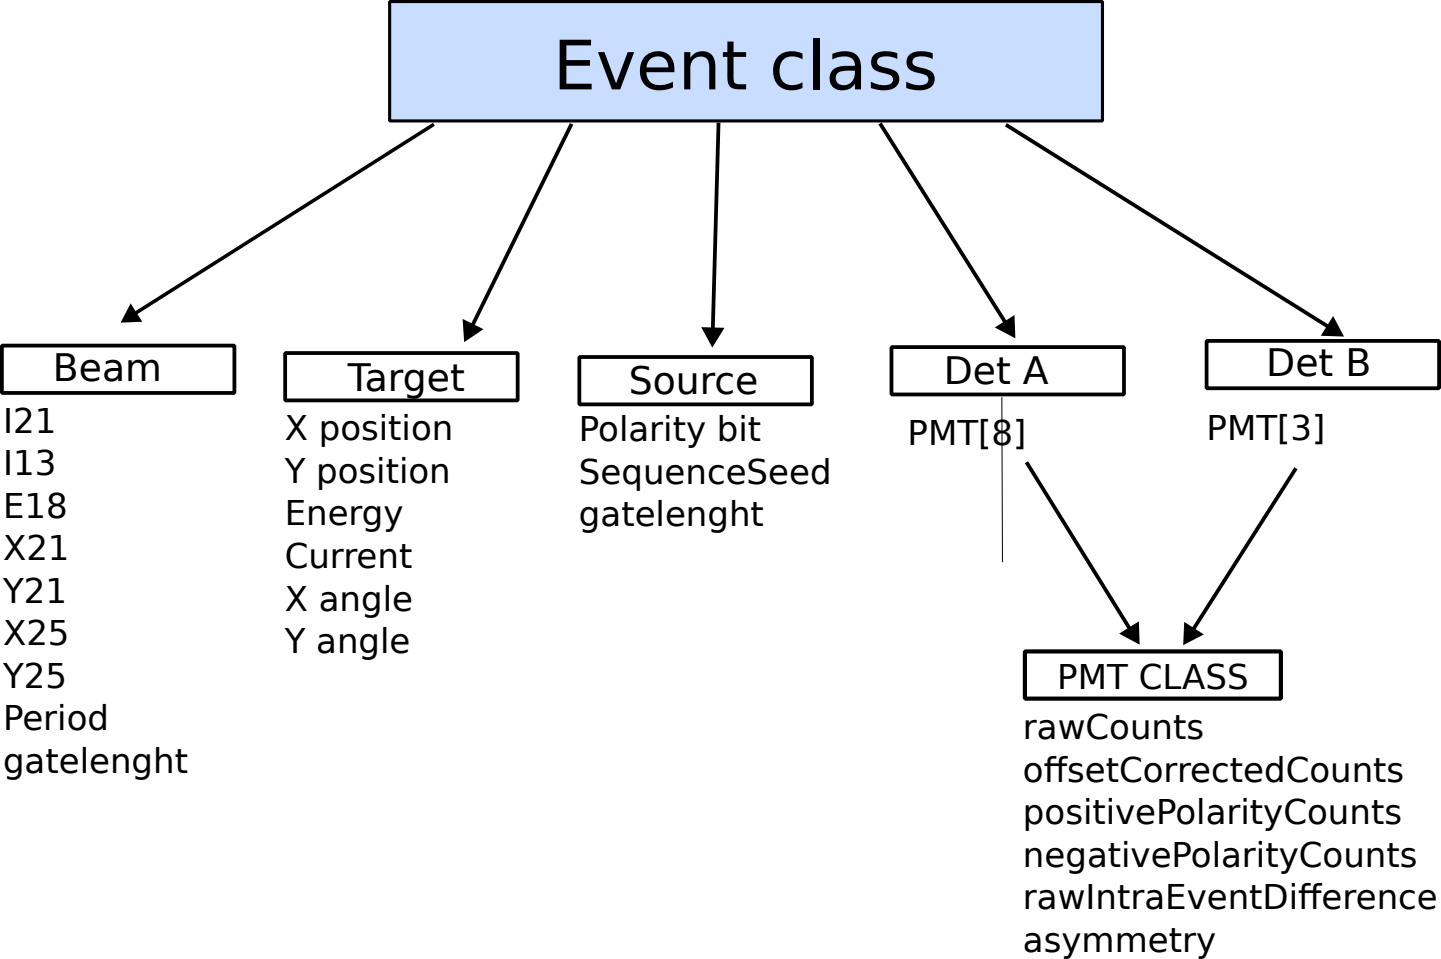 Event class
Beam
I21
I13
E18
X21
Y21
X25
Y25
Period
gatelenght
Target
X position
Y position
Energy
Current
X angle
Y angle
Source
Polarity bit
SequenceSeed
gatelenght
Det A
PMT[8]
Det B
PMT[3]
PMT CLASS
rawCounts
offsetCorrectedCounts
positivePolarityCounts
negativePolarityCounts
rawIntraEventDifference
asymmetry